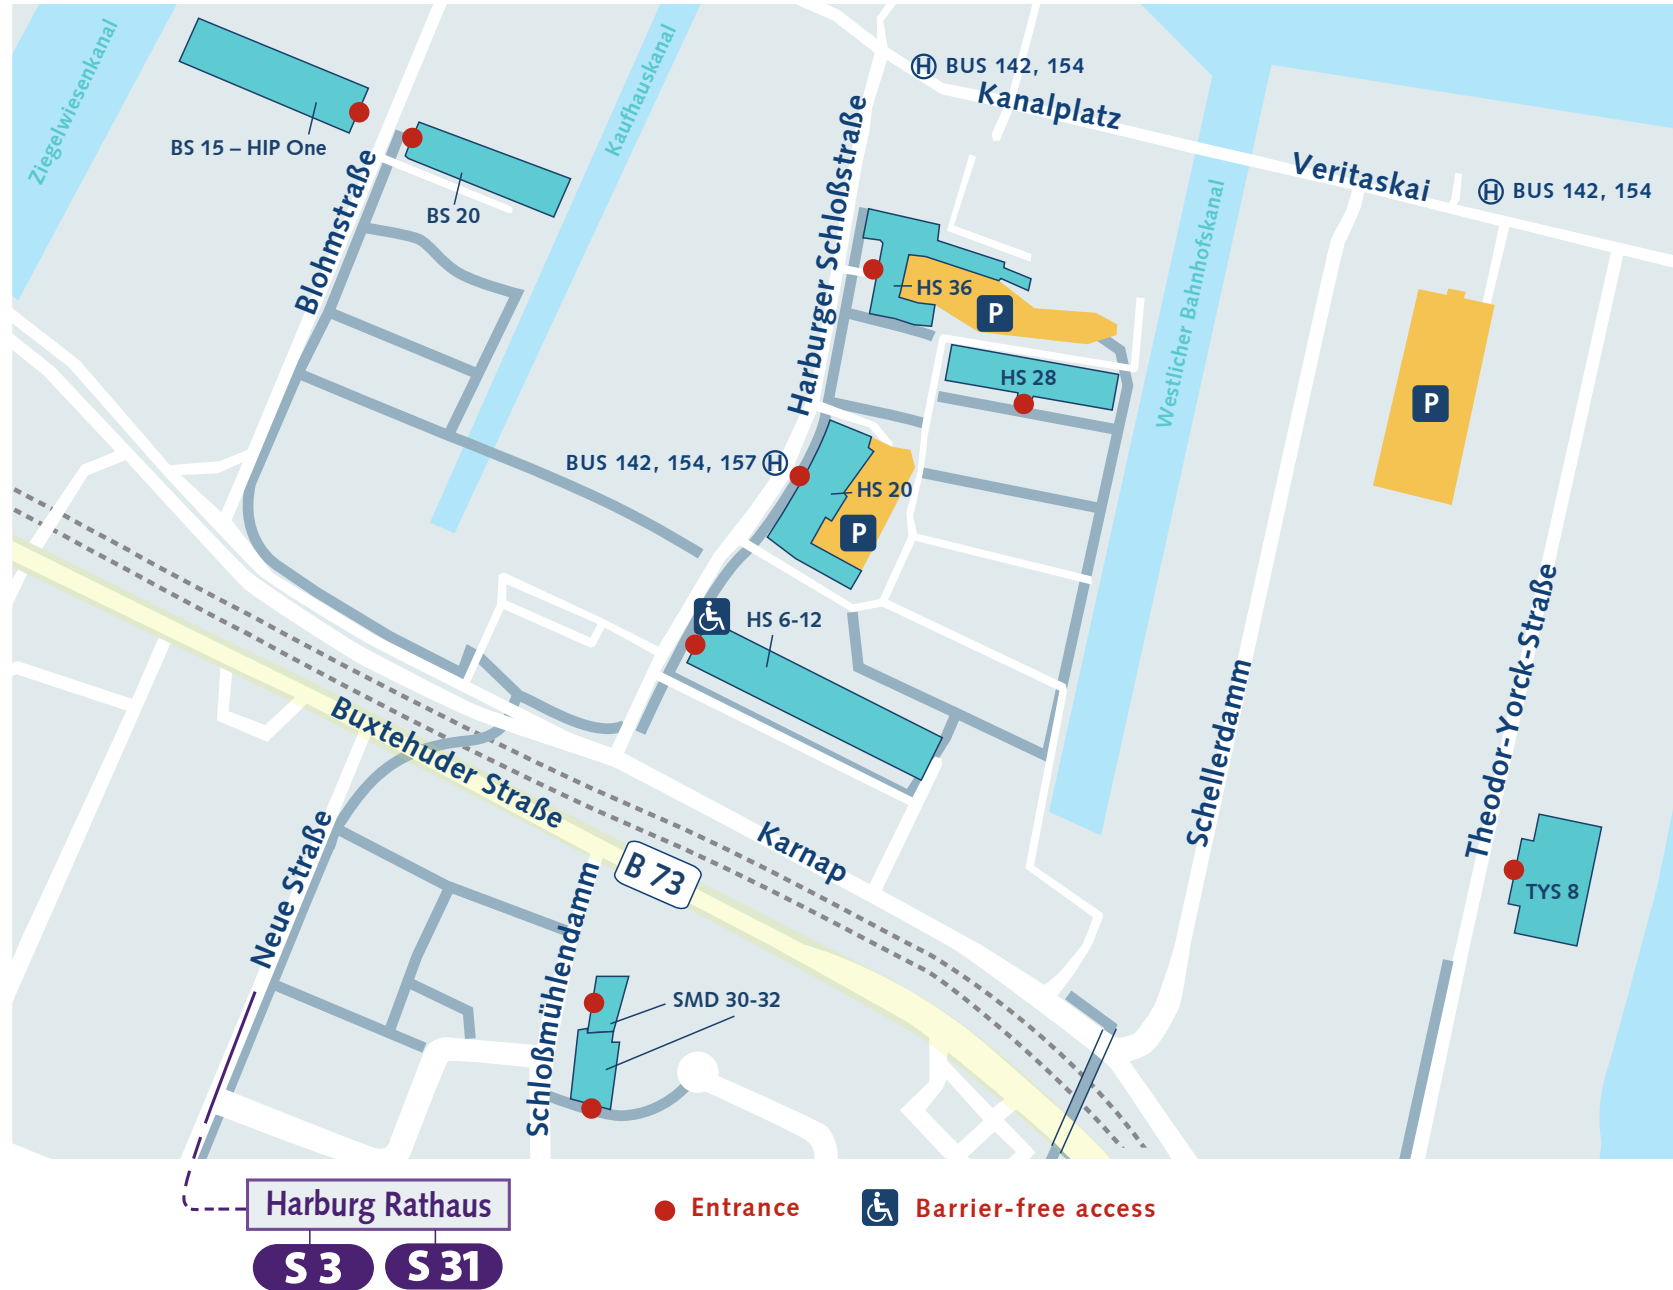 Ziegelwiesenkanal
Kaufhauskanal
BUS 142, 154
Kanalplatz
Veritaskai
BUS 142, 154
BS 15 – HIP One
BS 20
Blohmstraße
Harburger Schloßstraße
Westlicher Bahnhofskanal
HS 36
P
HS 28
P
BUS 142, 154, 157
H
H
H
HS 20
P
HS 6-12
Schellerdamm
Theodor-Yorck-Straße
Buxtehuder Straße
B 73
Karnap
TYS 8
Neue Straße
Schloßmühlendamm
SMD 30-32
Harburg Rathaus
S 3
S 31
Entrance
Barrier-free access